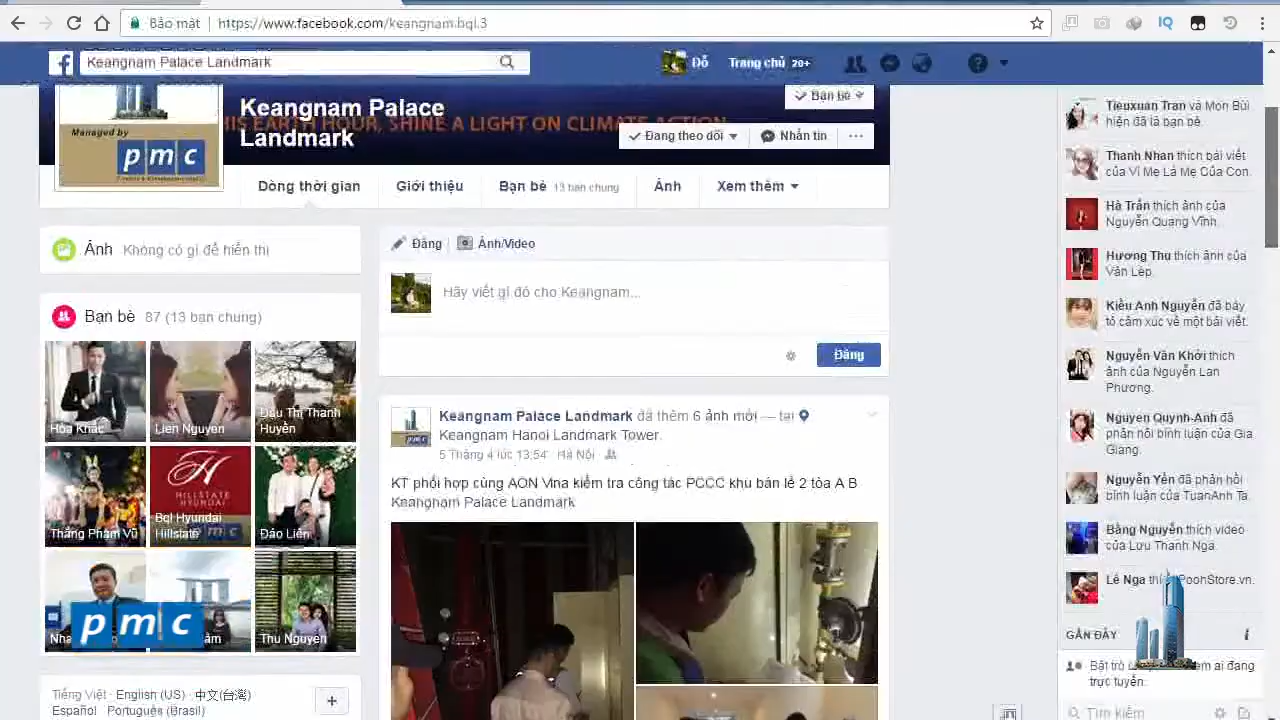 Bảo mật
https://www.facebook.com/keangnam.bql.3
IQ
Keangnam Palace Landmark
Đỗ
Trang chủ 20+
THIS EARTH HOUR, SHINE A LIGHT ON CLIMATE ACTION
Keangnam Palace
Landmark
Managed by
pmc
Bạn bè
Đang theo dõi
Nhắn tin
Dòng thời gian
Giới thiệu
Bạn bè 13 bạn chung
Ảnh
Xem thêm
Ảnh Không có gì để hiển thị
Bạn bè 87 (13 bạn chung)
Hòa Khắc
Lien Nguyen
Đậu Thị Thanh
Huyền
Thắng Phạm Vũ
H
HILLSTATE
HYUNDAI
Bql Hyundai
Hillstate
pmc
Đào Liên
Thu Nguyen
pmc
Tiếng Việt · English (US) · 中文(台灣)
Español · Português (Brasil)
Đăng
Ảnh/Video
Hãy viết gì đó cho Keangnam...
Đăng
Keangnam Palace Landmark đã thêm 6 ảnh mới — tại
Keangnam Hanoi Landmark Tower.
5 Tháng 4 lúc 13:54 · Hà Nội ·
KT phối hợp cùng AON Vina kiểm tra công tác PCCC khu bán lẻ 2 tòa A B
Keangnam Palace Landmark
Tieuxuan Tran và Mon Bùi
hiện đã là bạn bè.
Thanh Nhan thích bài viết
của Vì Mẹ Là Mẹ Của Con.
Hà Trần thích ảnh của
Nguyễn Quang Vĩnh.
Hương Thu thích ảnh của
Văn Lép.
Kiều Anh Nguyễn đã bày
tỏ cảm xúc về một bài viết.
Nguyễn Văn Khởi thích
ảnh của Nguyễn Lan
Phương.
Nguyen Quynh-Anh đã
phản hồi bình luận của Gia
Giang.
Nguyễn Yến đã phản hồi
bình luận của TuanAnh Ta.
Bằng Nguyễn thích video
của Lưu Thanh Nga.
Lê Nga PoohStore.vn.
GẦN ĐÂY
Bật trò ai đang
trực tuyến.
Tìm kiếm